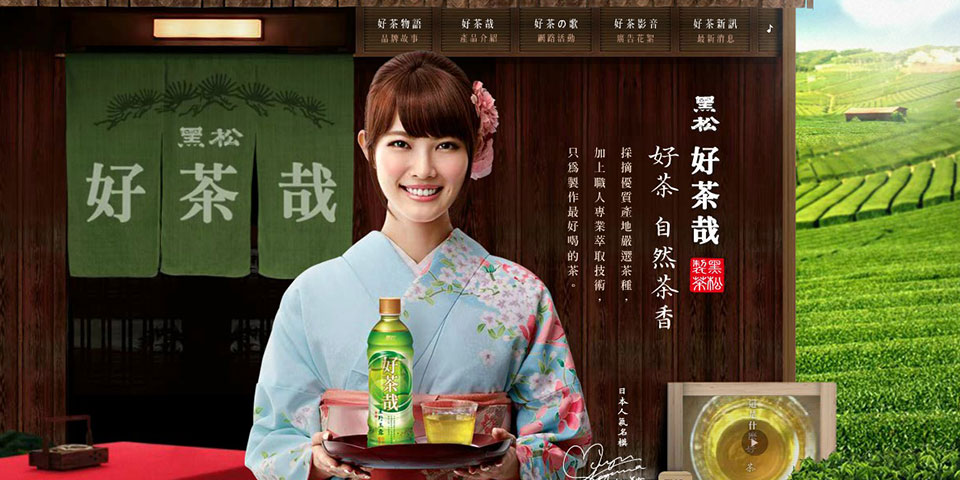 好茶物語
品牌故事
好茶哉
產品介紹
好茶の歌
網路活動
好茶影音
廣告花絮
好茶新訊
最新消息
♪
黑松
好茶哉
黑松
好茶哉
黑松
製茶
好茶 自然茶香
採摘優質產地嚴選茶種，
加上職人專業萃取技術，
只為製作最好喝的茶。
好茶哉
日本人氣名模